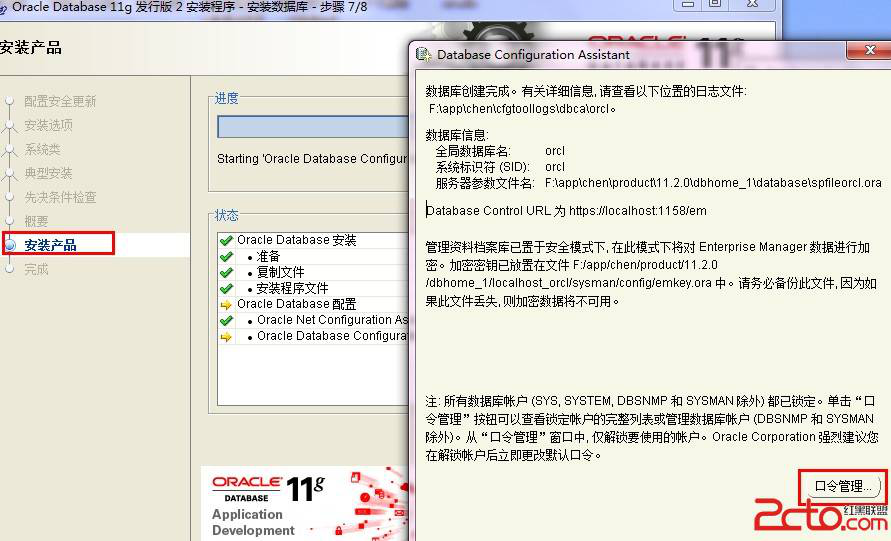 Oracle Database 11g 发行版 2 安装程序 - 安装数据库 - 步骤 7/8
安装产品
配置安全更新
安装选项
系统类
典型安装
先决条件检查
概要
安装产品
完成
进度
Starting 'Oracle Database Configur
状态
Oracle Database 安装
• 准备
• 复制文件
• 安装程序文件
Oracle Database 配置
• Oracle Net Configuration As
• Oracle Database Configura
ORACLE
DATABASE
11g
Application
Development
Database Configuration Assistant
数据库创建完成。有关详细信息, 请查看以下位置的日志文件:
F:\app\chen\cfgtoollogs\dbca\orcl。
数据库信息:
全局数据库名: orcl
系统标识符 (SID): orcl
服务器参数文件名: F:\app\chen\product\11.2.0\dbhome_1\database\spfileorcl.ora
Database Control URL 为 https://localhost:1158/em
管理资料档案库已置于安全模式下, 在此模式下将对 Enterprise Manager 数据进行加
密。加密密钥已放置在文件 F:/app/chen/product/11.2.0
/dbhome_1/localhost_orcl/sysman/config/emkey.ora 中。请务必备份此文件, 因为如
果此文件丢失, 则加密数据将不可用。
注: 所有数据库帐户 (SYS, SYSTEM, DBSNMP 和 SYSMAN 除外) 都已锁定。单击“口
令管理”按钮可以查看锁定帐户的完整列表或管理数据库帐户 (DBSNMP 和 SYSMAN
除外)。从“口令管理”窗口中, 仅解锁要使用的帐户。Oracle Corporation 强烈建议您
在解锁帐户后立即更改默认口令。
口令管理...
2cto.com
红黑联盟